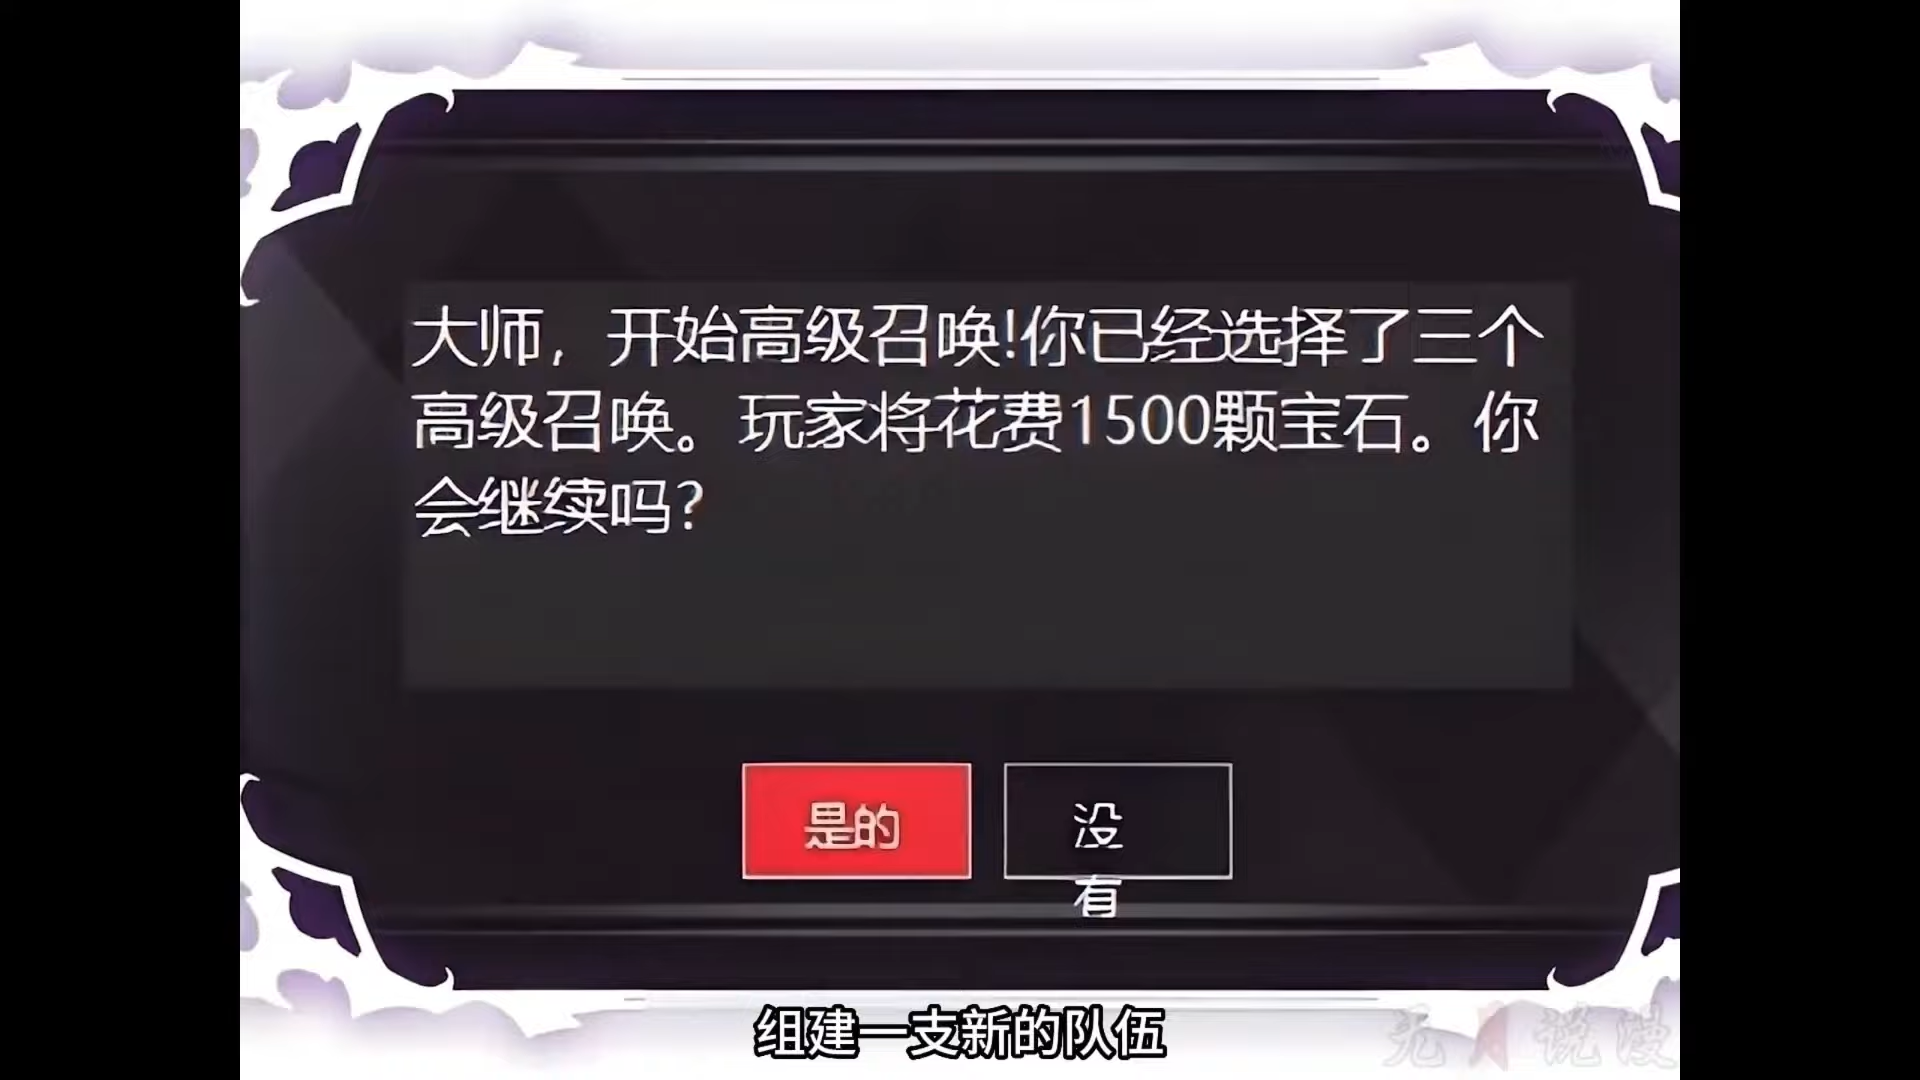 大师，开始高级召唤!你已经选择了三个
高级召唤。玩家将花费1500颗宝石。你
会继续吗?
是的
没
有
组建一支新的队伍